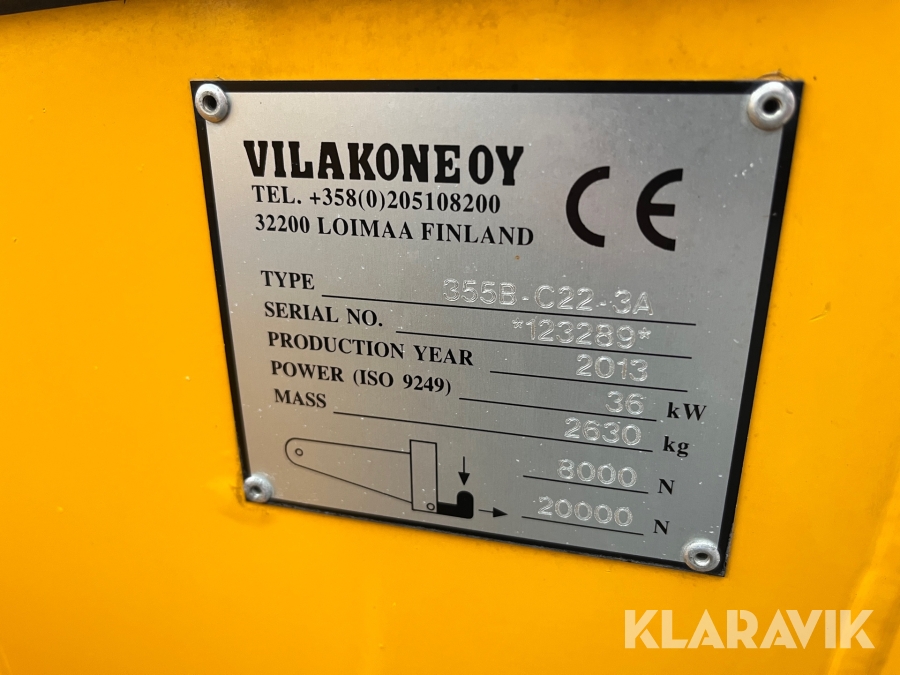 VILAKONE OY
TEL. +358(0)205108200
32200 LOIMAA FINLAND
CE
TYPE 355B-C22-3A
SERIAL NO. *123289*
PRODUCTION YEAR 2013
POWER (ISO 9249) 36 kW
MASS 2630 kg
8000 N
20000 N
KLARAVIK